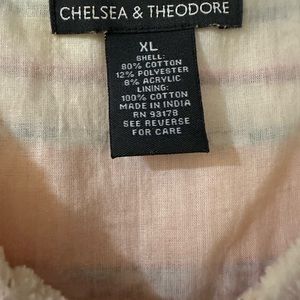 CHELSEA & THEODORE
XL
SHELL:
80% COTTON
12% POLYESTER
8% ACRYLIC
LINING:
100% COTTON
MADE IN INDIA
RN 93178
SEE REVERSE
FOR CARE